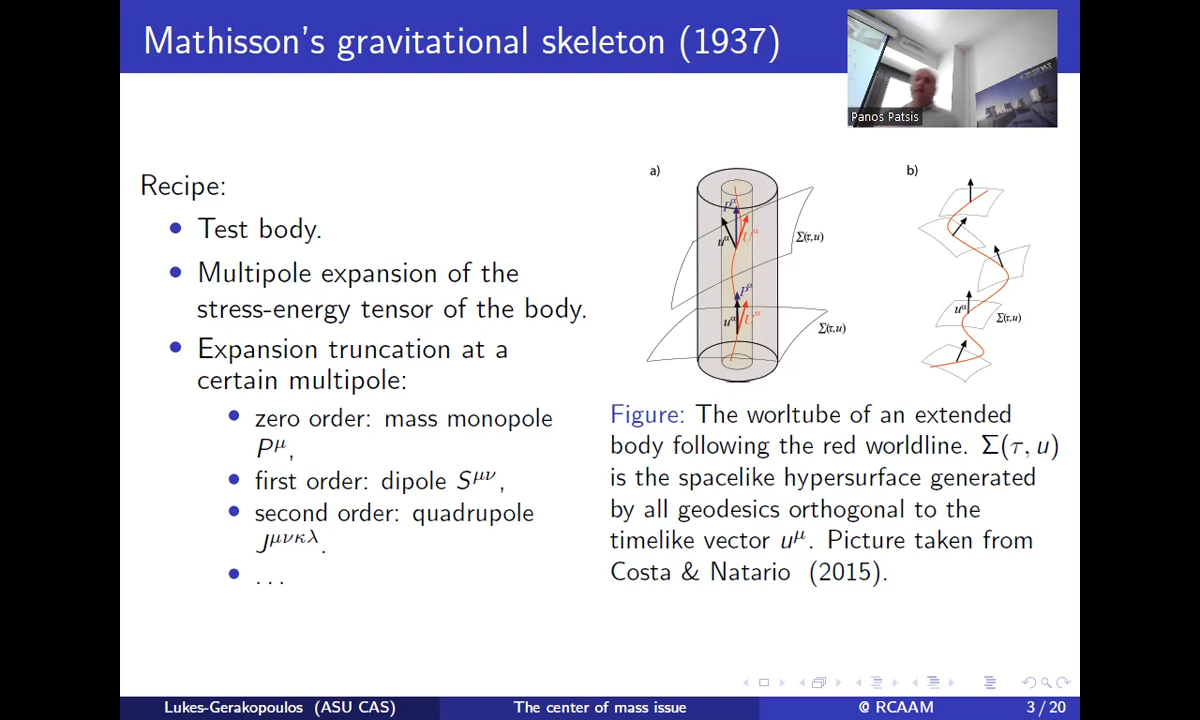 Mathisson's gravitational skeleton (1937)
Panos Patsis
Recipe:
Test body.
Multipole expansion of the
stress-energy tensor of the body.
Expansion truncation at a
certain multipole:
zero order: mass monopole
P^μ,
first order: dipole S^μν,
second order: quadrupole
J^μνκλ.
...
a)
P^α
u^α
U^α
Σ(τ,u)
P^α
u^α
U^α
Σ(τ,u)
b)
u^α
Σ(τ,u)
Figure: The worltube of an extended
body following the red worldline. Σ(τ, u)
is the spacelike hypersurface generated
by all geodesics orthogonal to the
timelike vector u^μ. Picture taken from
Costa & Natario (2015).
Lukes-Gerakopoulos (ASU CAS)
The center of mass issue
@ RCAAM
3 / 20